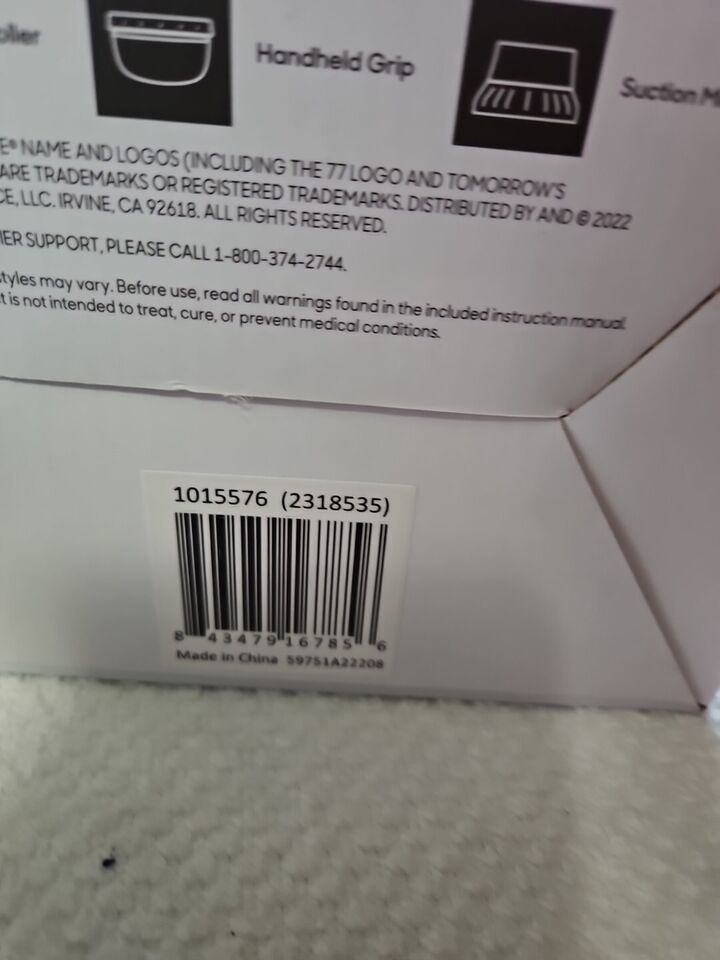 Handheld Grip
Suction
E® NAME AND LOGOS (INCLUDING THE 77 LOGO AND TOMORROW'S
ARE TRADEMARKS OR REGISTERED TRADEMARKS. DISTRIBUTED BY AND © 2022
CE, LLC. IRVINE, CA 92618. ALL RIGHTS RESERVED.
ER SUPPORT, PLEASE CALL 1-800-374-2744.
tyles may vary. Before use, read all warnings found in the included instruction manual.
t is not intended to treat, cure, or prevent medical conditions.
1015576 (2318535)
8 43479 16785 6
Made in China 59751A22208